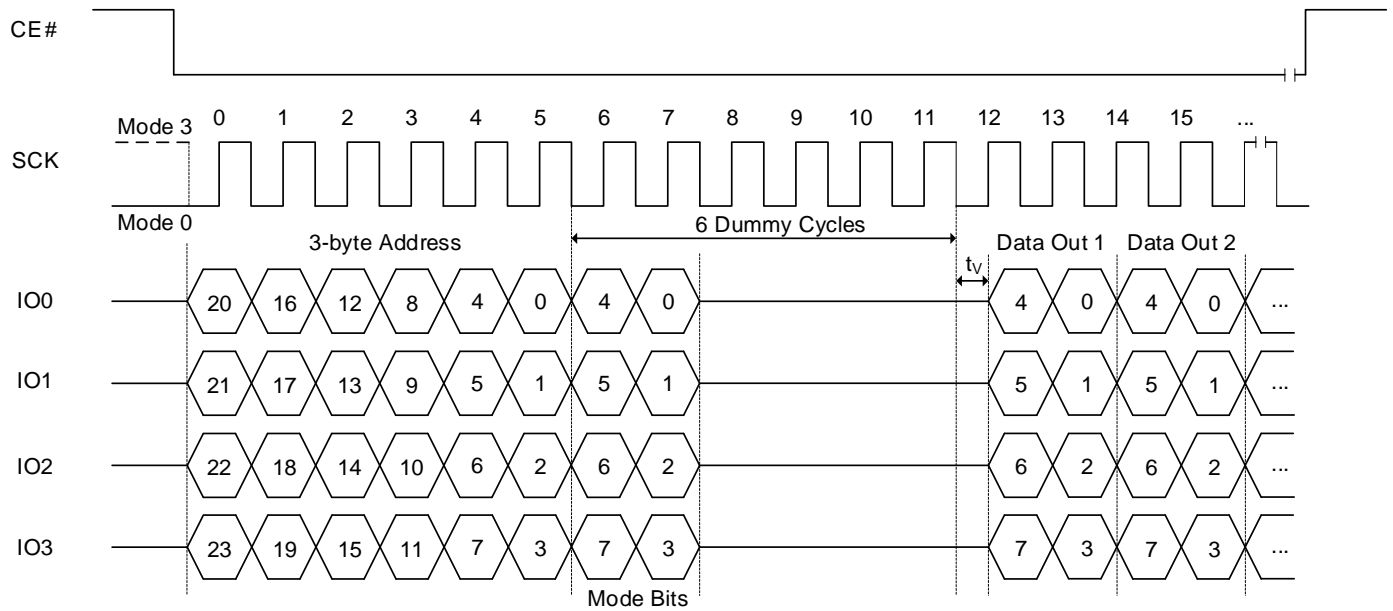 CE#
Mode 3 0 1 2 3 4 5 6 7 8 9 10 11 12 13 14 15 ...
SCK
Mode 0
6 Dummy Cycles
3-byte Address Data Out 1 Data Out 2
tV
IO0 20 16 12 8 4 0 4 0 4 0 4 0 ...
IO1 21 17 13 9 5 1 5 1 5 1 5 1 ...
IO2 22 18 14 10 6 2 6 2 6 2 6 2 ...
IO3 23 19 15 11 7 3 7 3 7 3 7 3 ...
Mode Bits